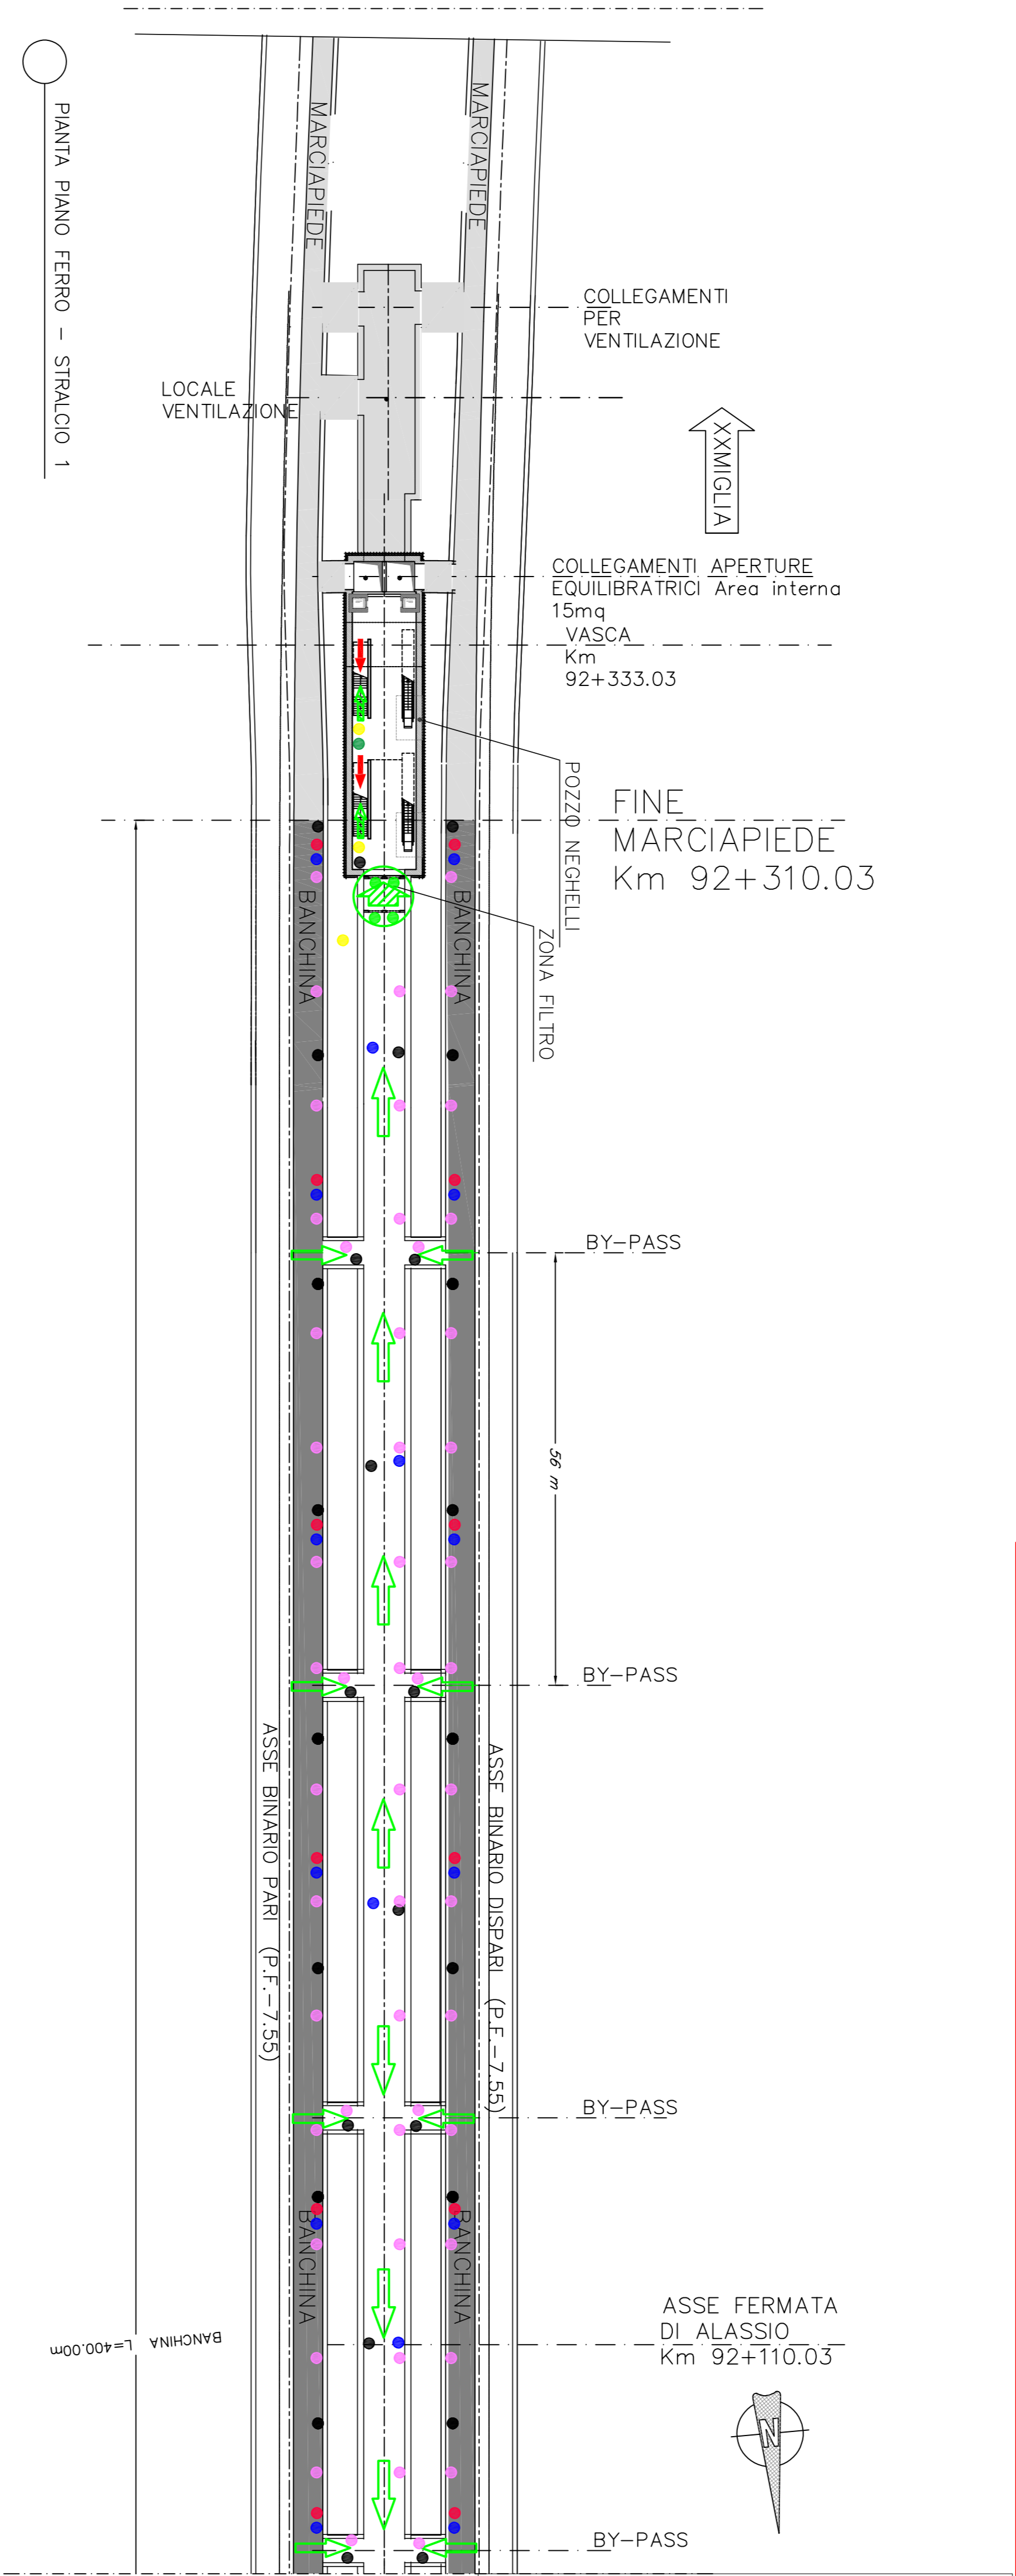 PIANTA PIANO FERRO - STRALCIO 1
MARCIAPIEDE
MARCIAPIEDE
COLLEGAMENTI
PER
VENTILAZIONE
LOCALE
VENTILAZIONE
XXMIGLIA
COLLEGAMENTI APERTURE
EQUILIBRATRICI Area interna
15mq
VASCA
Km
92+333.03
POZZO NEGHELLI
FINE
MARCIAPIEDE
Km 92+310.03
BANCHINA
BANCHINA
ZONA FILTRO
BY-PASS
56 m
BY-PASS
ASSE BINARIO PARI (P.F.-7.55)
ASSE BINARIO DISPARI (P.F.-7.55)
BY-PASS
BANCHINA
BANCHINA
BANCHINA L=400.00m
ASSE FERMATA
DI ALASSIO
Km 92+110.03
N
BY-PASS